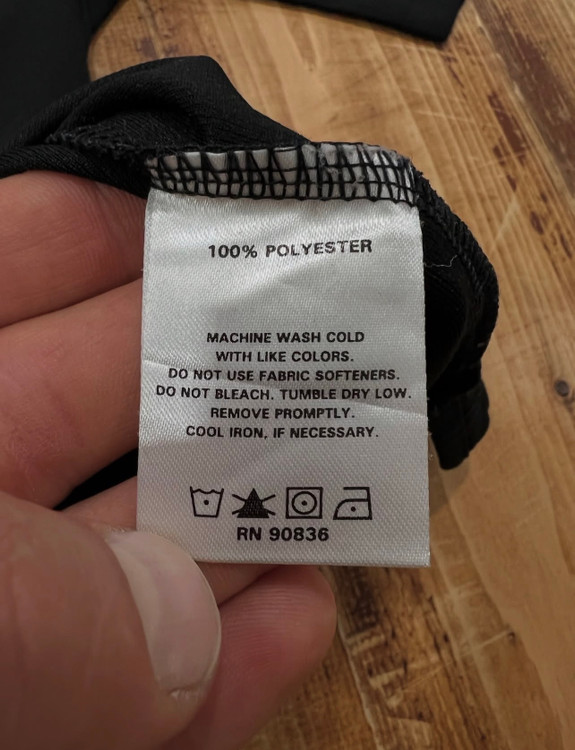 100% POLYESTER
MACHINE WASH COLD
WITH LIKE COLORS.
DO NOT USE FABRIC SOFTENERS.
DO NOT BLEACH. TUMBLE DRY LOW.
REMOVE PROMPTLY.
COOL IRON, IF NECESSARY.
RN 90836